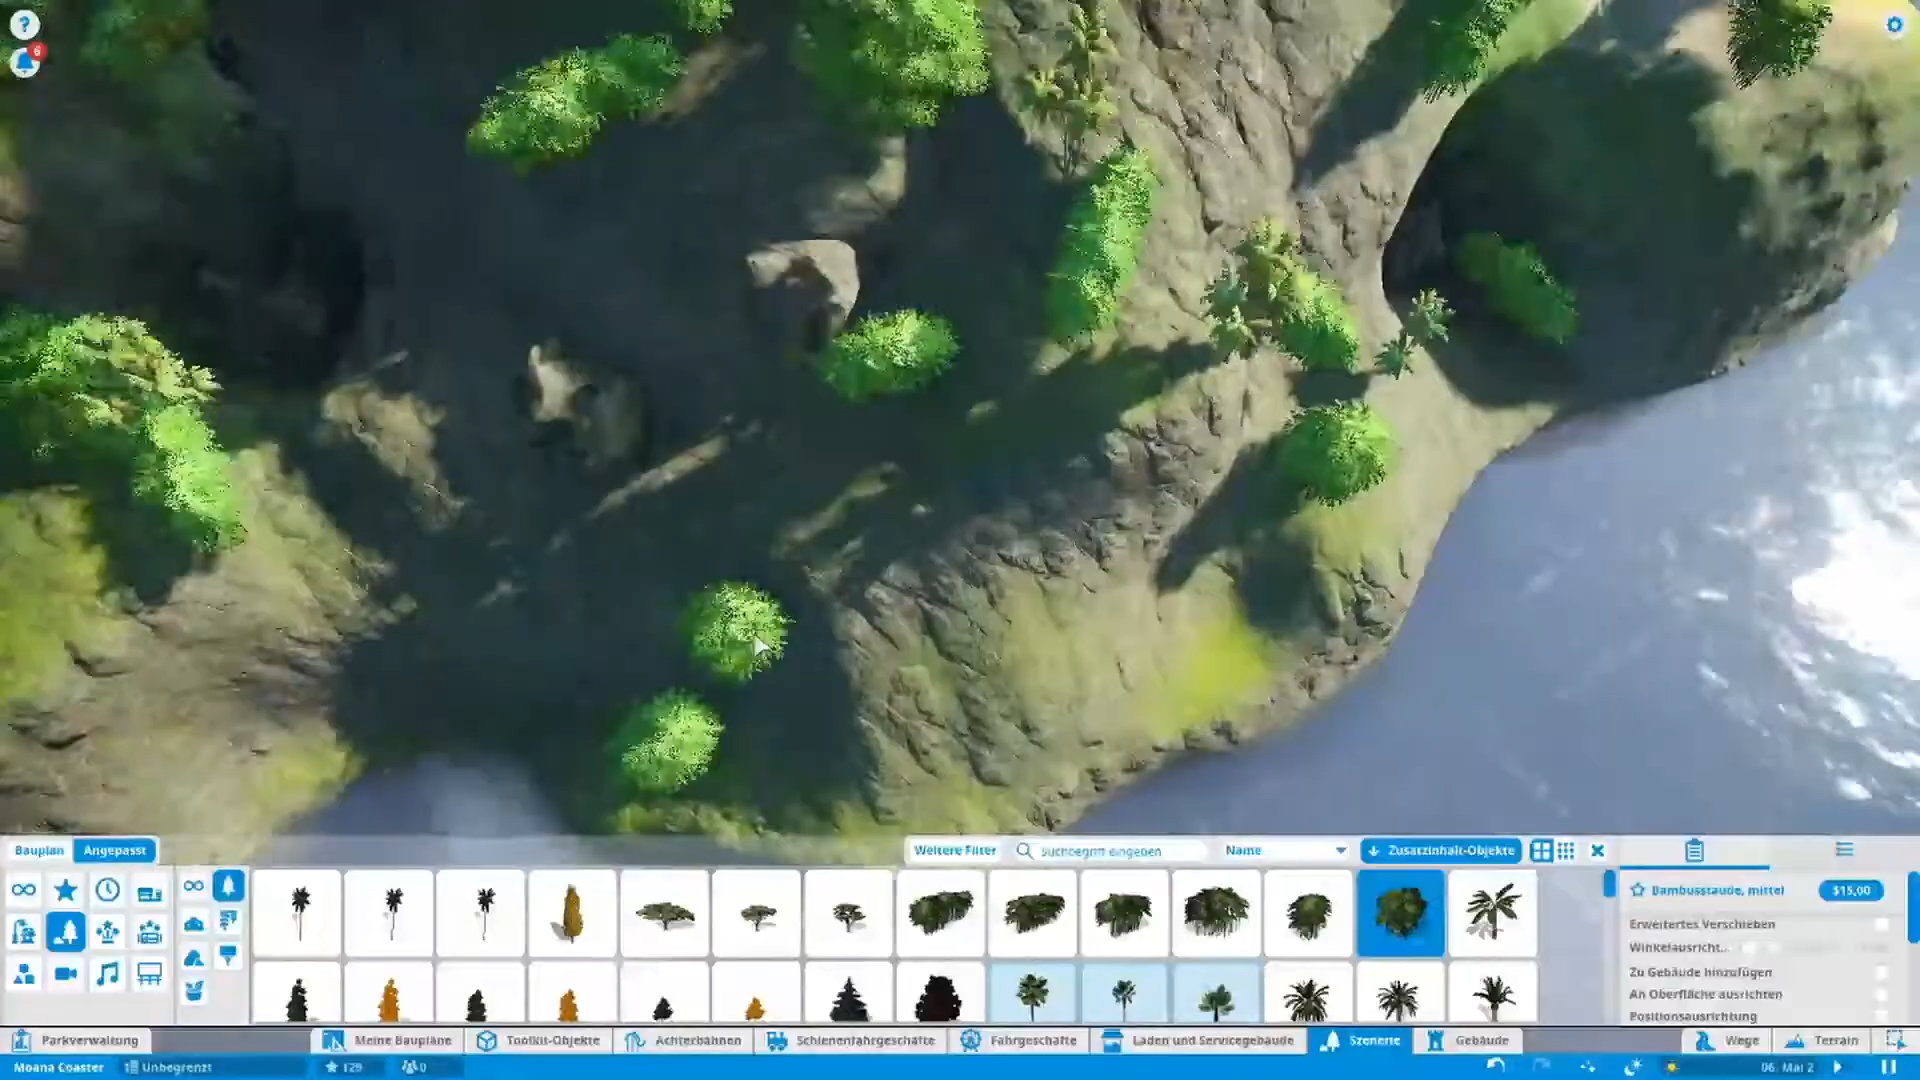 ?
6
Bauplan Angepasst Weitere Filter Suchbegriff eingeben Name Zusatzinhalt-Objekte
Bambusstaude, mittel $15,00
Erweitertes Verschieben
Winkelausricht...
Zu Gebäude hinzufügen
An Oberfläche ausrichten
Positionsausrichtung
Parkverwaltung Meine Baupläne Toolkit-Objekte Achterbahnen Schienenfahrgeschäfte Fahrgeschäfte Läden und Servicegebäude Szenerie Gebäude Wege Terrain
Moana Coaster Unbegrenzt 129 0 06. Mai 2